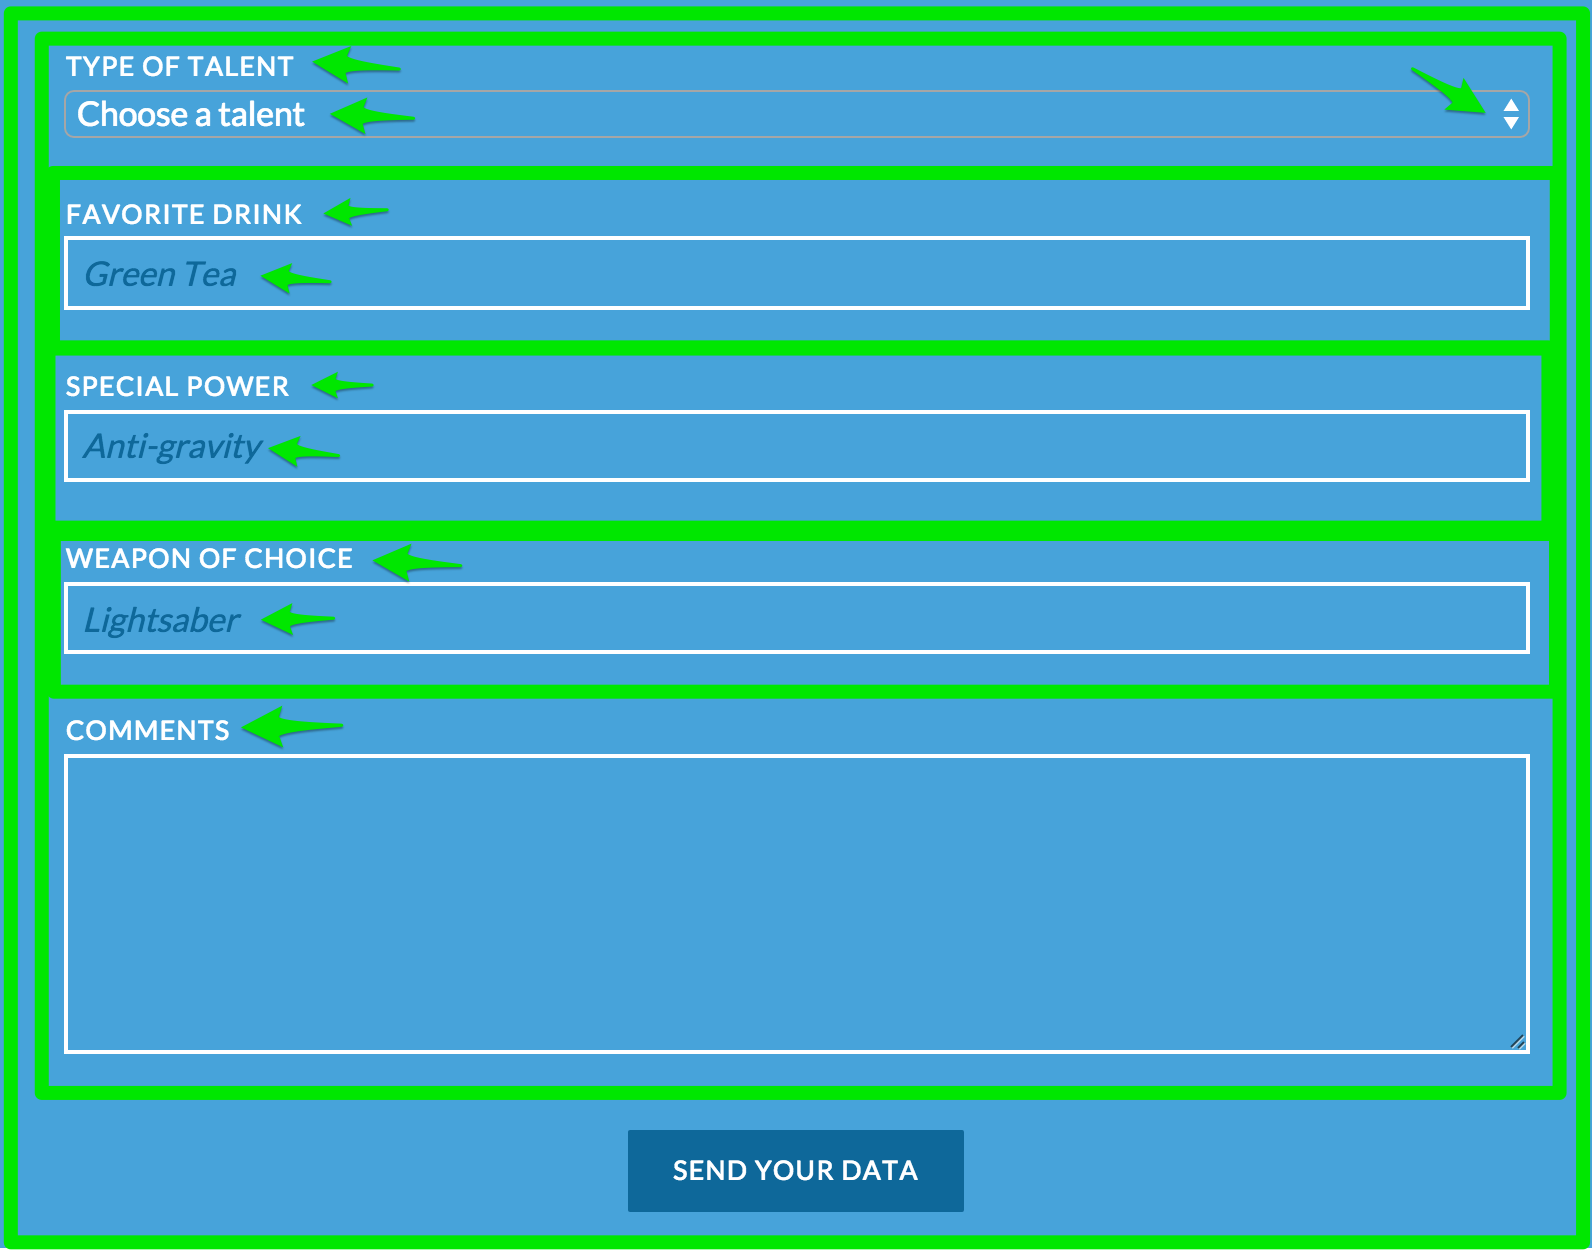 TYPE OF TALENT
Choose a talent
FAVORITE DRINK
Green Tea
SPECIAL POWER
Anti-gravity
WEAPON OF CHOICE
Lightsaber
COMMENTS
SEND YOUR DATA